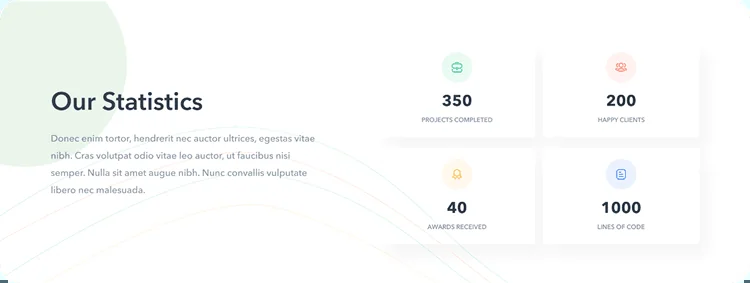 Our Statistics
Donec enim tortor, hendrerit nec auctor ultrices, egestas vitae
nibh. Cras volutpat odio vitae leo auctor, ut faucibus nisi
semper. Nulla sit amet augue nibh. Nunc convallis vulputate
libero nec malesuada.
350
PROJECTS COMPLETED
200
HAPPY CLIENTS
40
AWARDS RECEIVED
1000
LINES OF CODE